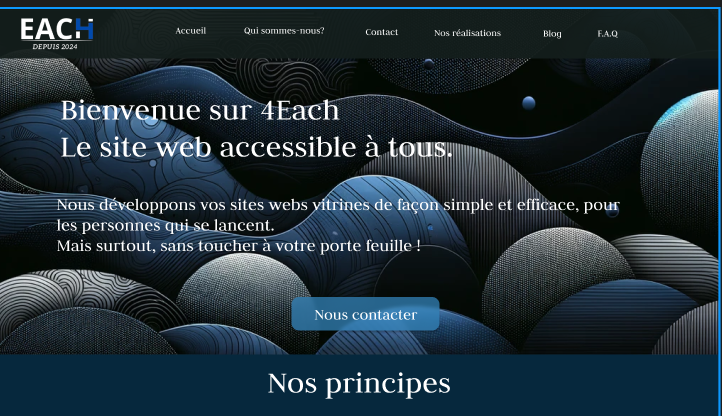 EACH
DEPUIS 2024
Accueil
Qui sommes-nous?
Contact
Nos réalisations
Blog
F.A.Q
Bienvenue sur 4Each
Le site web accessible à tous.
Nous développons vos sites webs vitrines de façon simple et efficace, pour
les personnes qui se lancent.
Mais surtout, sans toucher à votre porte feuille !
Nous contacter
Nos principes